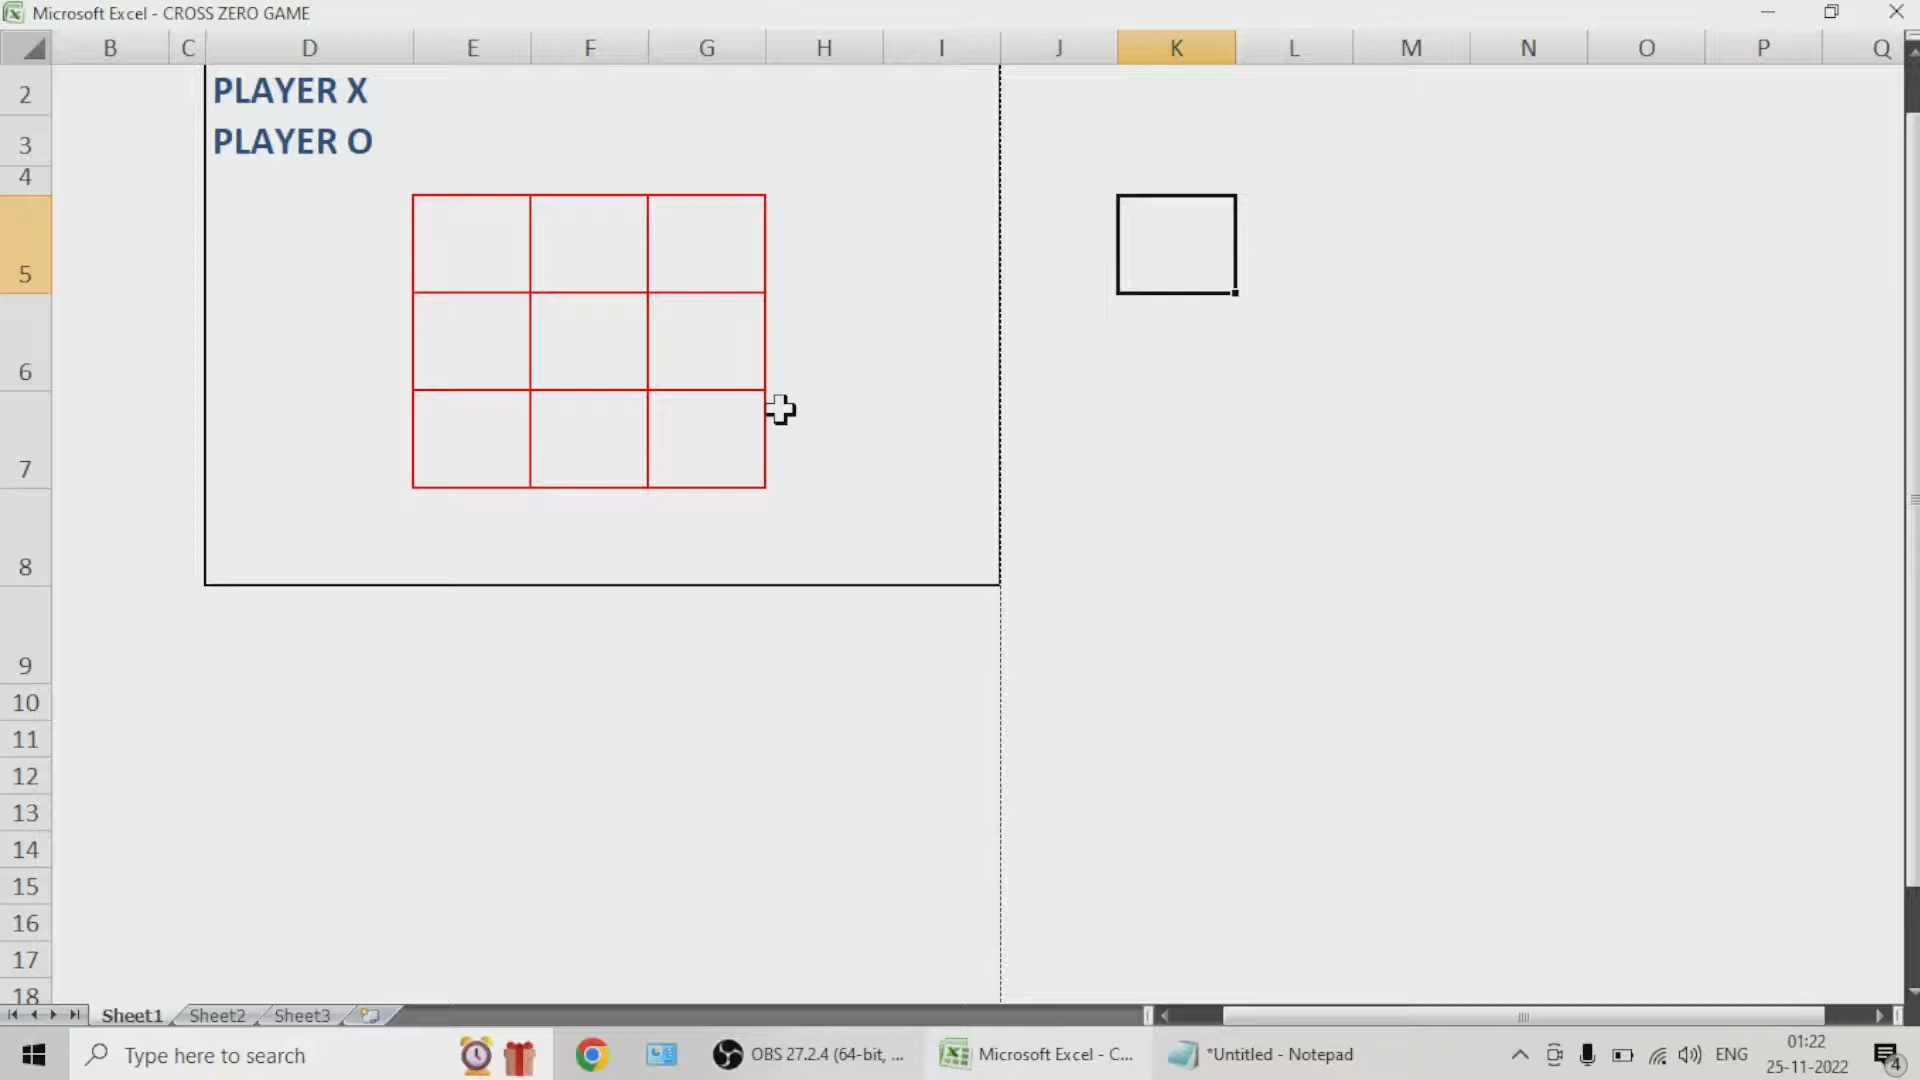 Microsoft Excel - CROSS ZERO GAME
B C D E F G H I J K L M N O P Q
2 PLAYER X
3 PLAYER O
4
5
6
7
8
9
10
11
12
13
14
15
16
17
18
Sheet1 Sheet2 Sheet3
Type here to search
OBS 27.2.4 (64-bit, ...
Microsoft Excel - C...
*Untitled - Notepad
ENG
01:22
25-11-2022
4